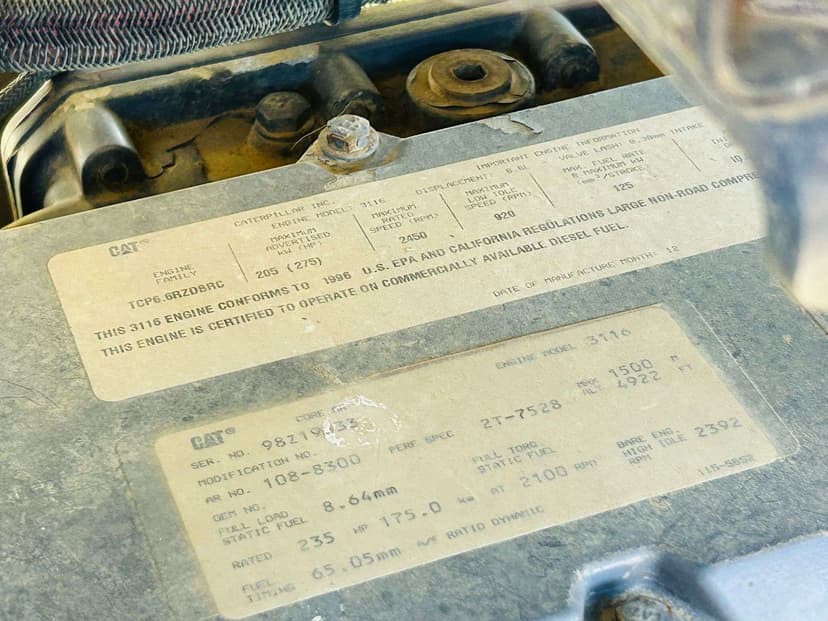 CAT®
CATERPILLAR INC.
IMPORTANT ENGINE INFORMATION
ENGINE MODEL: 3116 DISPLACEMENT: 6.6L VALVE LASH: 0.38mm INTAKE
ENGINE FAMILY
TCP6.6RZDBRC
MAXIMUM ADVERTISED KW (HP):
205 (275)
MAXIMUM RATED SPEED (RPM)
2450
MAXIMUM LOW IDLE SPEED (RPM)
920
MAX. FUEL RATE @ MAXIMUM KW (mm³/STROKE)
125
10
THIS 3116 ENGINE CONFORMS TO 1996 U.S. EPA AND CALIFORNIA REGULATIONS LARGE NON-ROAD
THIS ENGINE IS CERTIFIED TO OPERATE ON COMMERCIALLY AVAILABLE DIESEL FUEL.
DATE OF MANUFACTURE MONTH: 12
CAT®
ENGINE MODEL 3116
SER. NO.
MODIFICATION NO.
PERF SPEC 2T-7528 MAX ALT 1500 M 4922 FT
AR NO. 108-8300
OEM NO.
FULL LOAD STATIC FUEL 8.64mm FULL TORQ STATIC FUEL BARE ENG. HIGH IDLE RPM 2392
RATED 235 HP 175.0 kw AT 2100 RPM
FUEL TIMING 65.05mm A/F RATIO DYNAMIC
115-5852